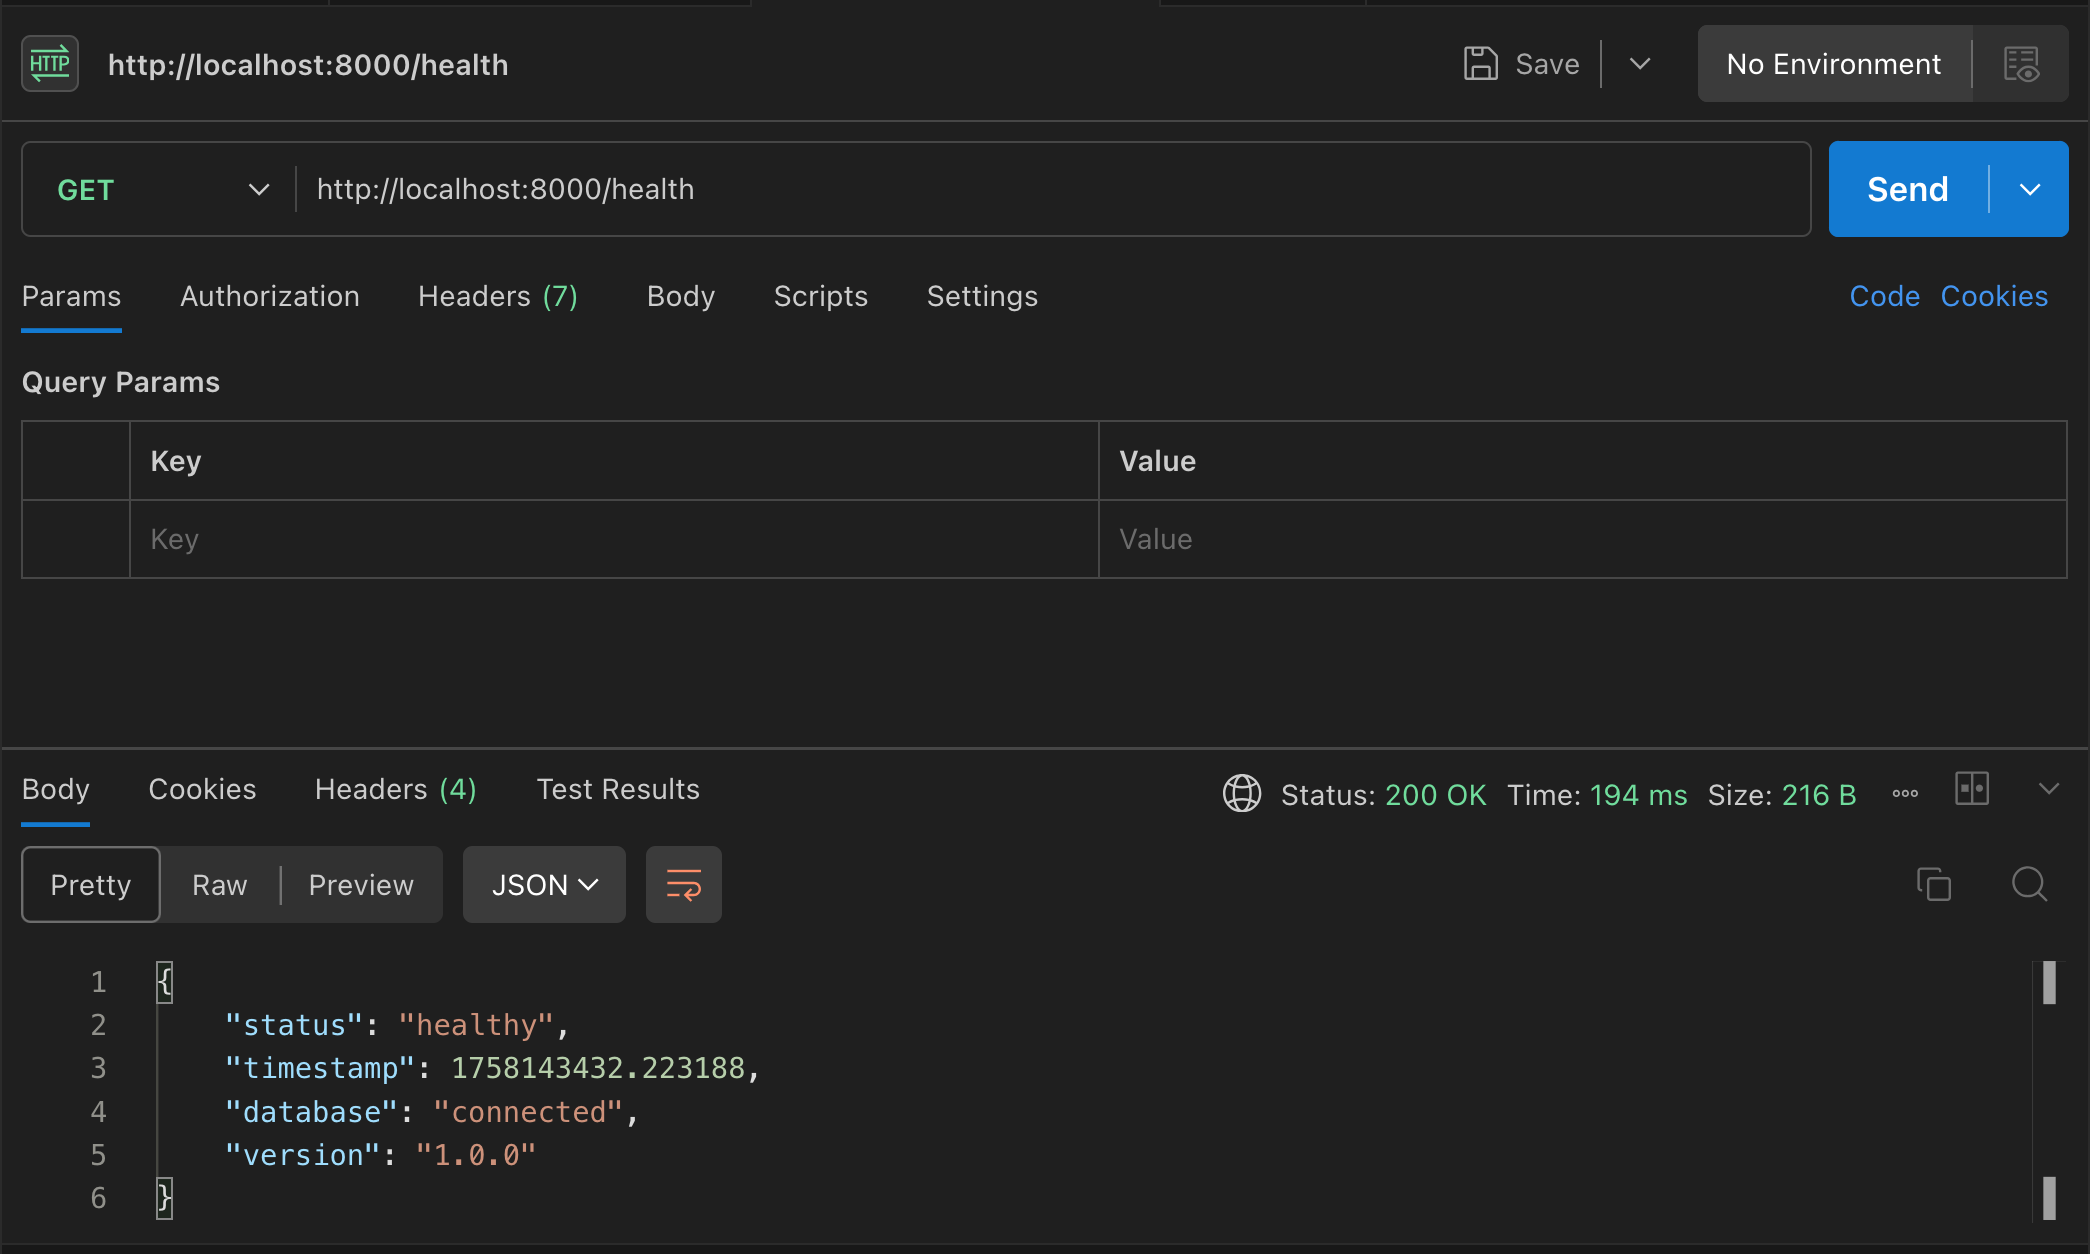 HTTP http://localhost:8000/health Save No Environment
GET http://localhost:8000/health Send
Params Authorization Headers (7) Body Scripts Settings Code Cookies
Query Params
Key Value
Key Value
Body Cookies Headers (4) Test Results Status: 200 OK Time: 194 ms Size: 216 B
Pretty Raw Preview JSON
1 {
2 "status": "healthy",
3 "timestamp": 1758143432.223188,
4 "database": "connected",
5 "version": "1.0.0"
6 }